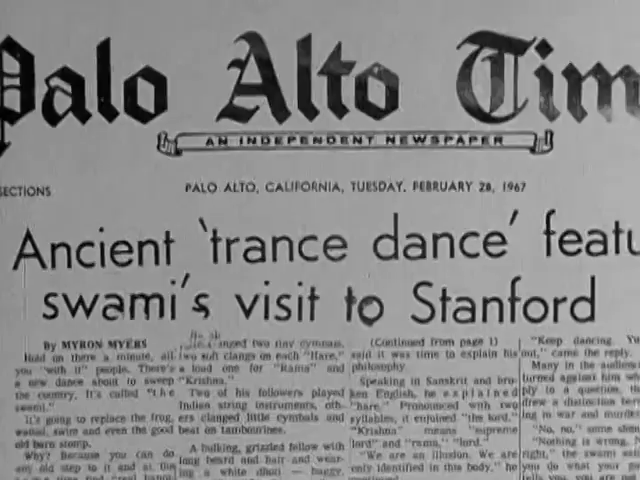 Palo Alto Tim
AN INDEPENDENT NEWSPAPER
SECTIONS
PALO ALTO, CALIFORNIA, TUESDAY, FEBRUARY 28, 1967
Ancient 'trance dance' featu
swami's visit to Stanford
By MYRON MYERS
Hold on there a minute, all
you "with it" people. There's
a new dance about to sweep
the country. It's called "the
swami."
It's going to replace the frog,
watusi, swim and even the good
old barn stomp.
Why? Because you can do
any old step to it and at the
two tiny cymbals,
two soft clangs on each "Hare,"
a loud one for "Rama" and
"Krishna."
Two of his followers played
Indian string instruments, oth-
ers clapped little cymbals and
beat on tambourines.
A bulking, grizzled fellow with
long beard and hair and wear-
ing a white dhoti — baggy,
(Continued from page 1)
said it was time to explain his
philosophy.
Speaking in Sanskrit and bro-
ken English, he explained
"hare." Pronounced with two
syllables, it enjoined "the lord."
"Krishna" means "supreme
lord" and "rama," "lord."
"We are an illusion. We are
only identified in this body," he
"Keep dancing. Yo
out," came the reply.
Many in the audien
turned against him wh
ply to a question, h
drew a distinction betw
ing in war and murde
"No, no," some shou
"Nothing is wrong.
right," the swami said
you do what your
tells you, you are